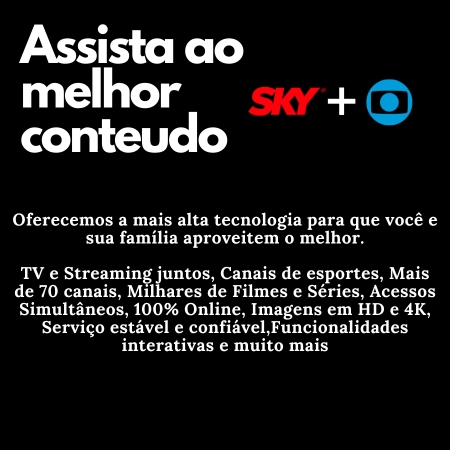 Assista ao
melhor
conteudo
SKY +
Oferecemos a mais alta tecnologia para que você e
sua família aproveitem o melhor.
TV e Streaming juntos, Canais de esportes, Mais
de 70 canais, Milhares de Filmes e Séries, Acessos
Simultâneos, 100% Online, Imagens em HD e 4K,
Serviço estável e confiável,Funcionalidades
interativas e muito mais